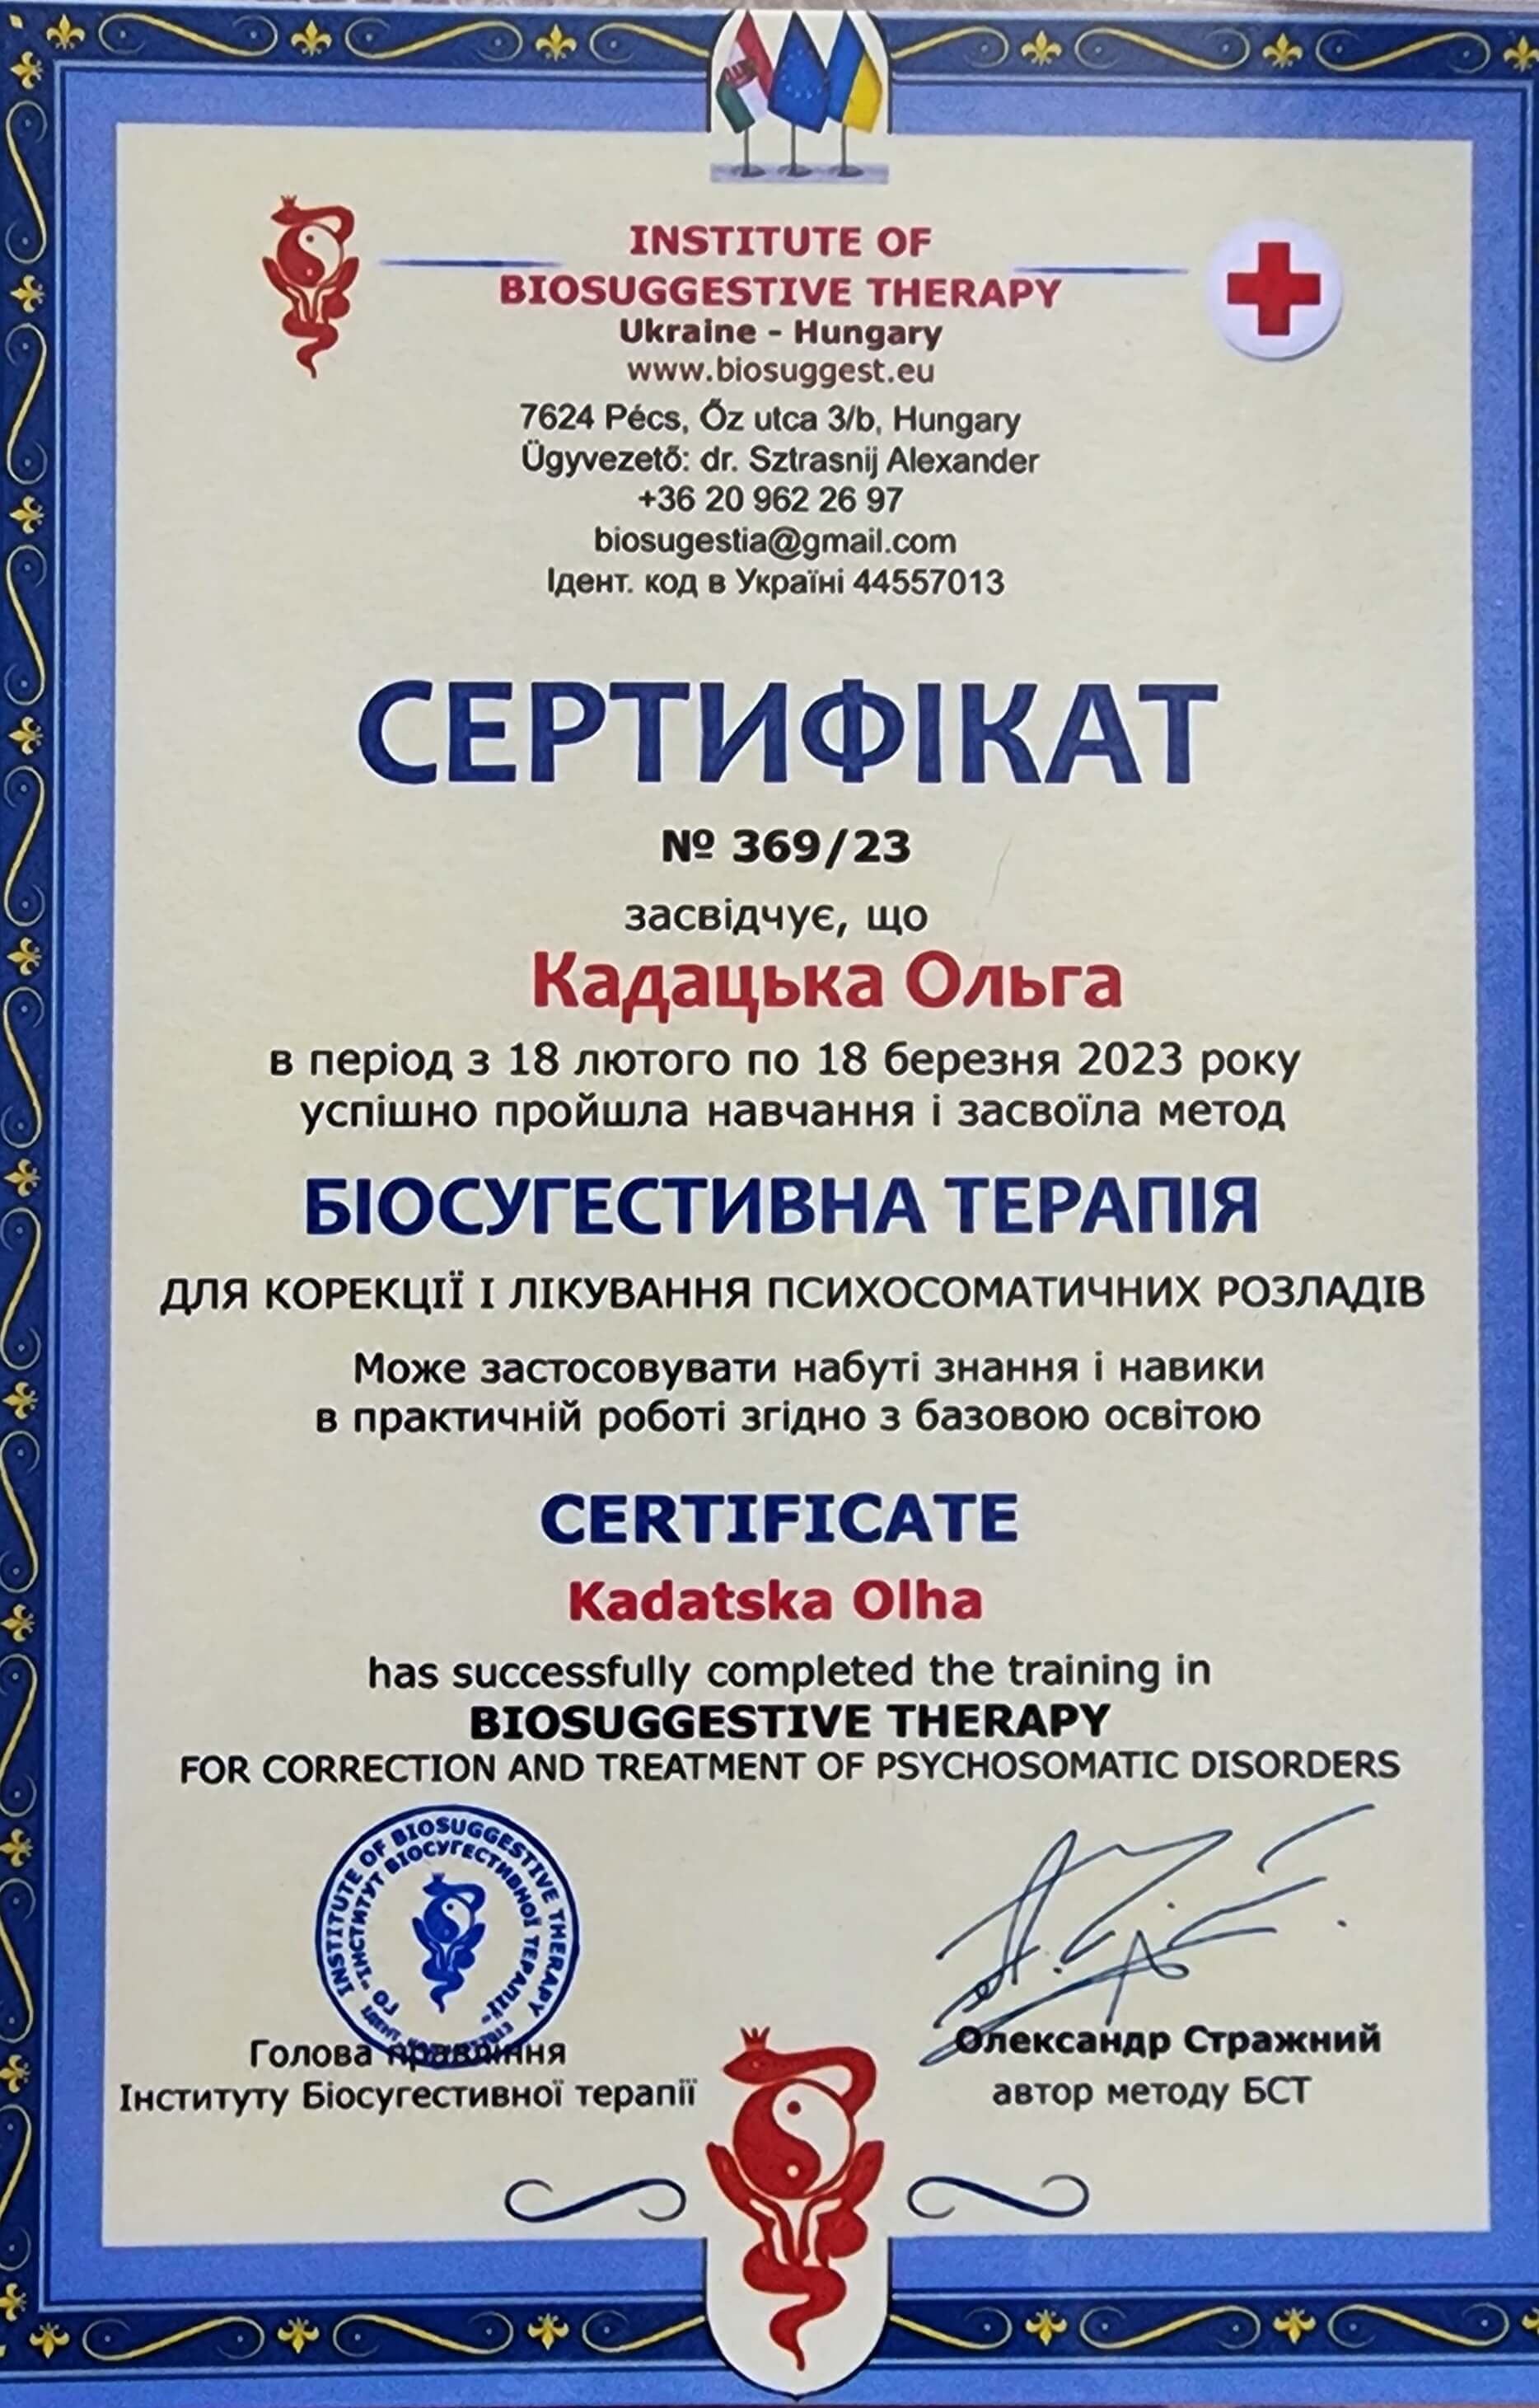 INSTITUTE OF
BIOSUGGESTIVE THERAPY
Ukraine - Hungary
www.biosuggest.eu
7624 Pécs, Őz utca 3/b, Hungary
Ügyvezető: dr. Sztrasnij Alexander
+36 20 962 26 97
biosugestia@gmail.com
Ідент. код в Україні 44557013
СЕРТИФІКАТ
№ 369/23
засвідчує, що
Кадацька Ольга
в період з 18 лютого по 18 березня 2023 року
успішно пройшла навчання і засвоїла метод
БІОСУГЕСТИВНА ТЕРАПІЯ
ДЛЯ КОРЕКЦІЇ І ЛІКУВАННЯ ПСИХОСОМАТИЧНИХ РОЗЛАДІВ
Може застосовувати набуті знання і навики
в практичній роботі згідно з базовою освітою
CERTIFICATE
Kadatska Olha
has successfully completed the training in
BIOSUGGESTIVE THERAPY
FOR CORRECTION AND TREATMENT OF PSYCHOSOMATIC DISORDERS
INSTITUTE OF BIOSUGGESTIVE THERAPY
ГО "ІНСТИТУТ БІОСУГЕСТИВНОЇ ТЕРАПІЇ"
Голова правління
Інституту Біосугестивної терапії
Олександр Стражний
автор методу БСТ